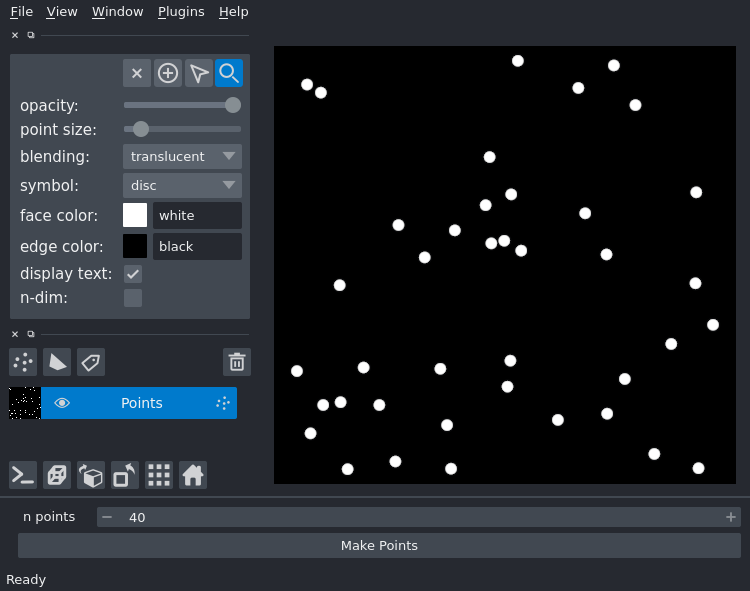 File View Window Plugins Help
opacity:
point size:
blending: translucent
symbol: disc
face color: white
edge color: black
display text:
n-dim:
Points
n points 40
Make Points
Ready